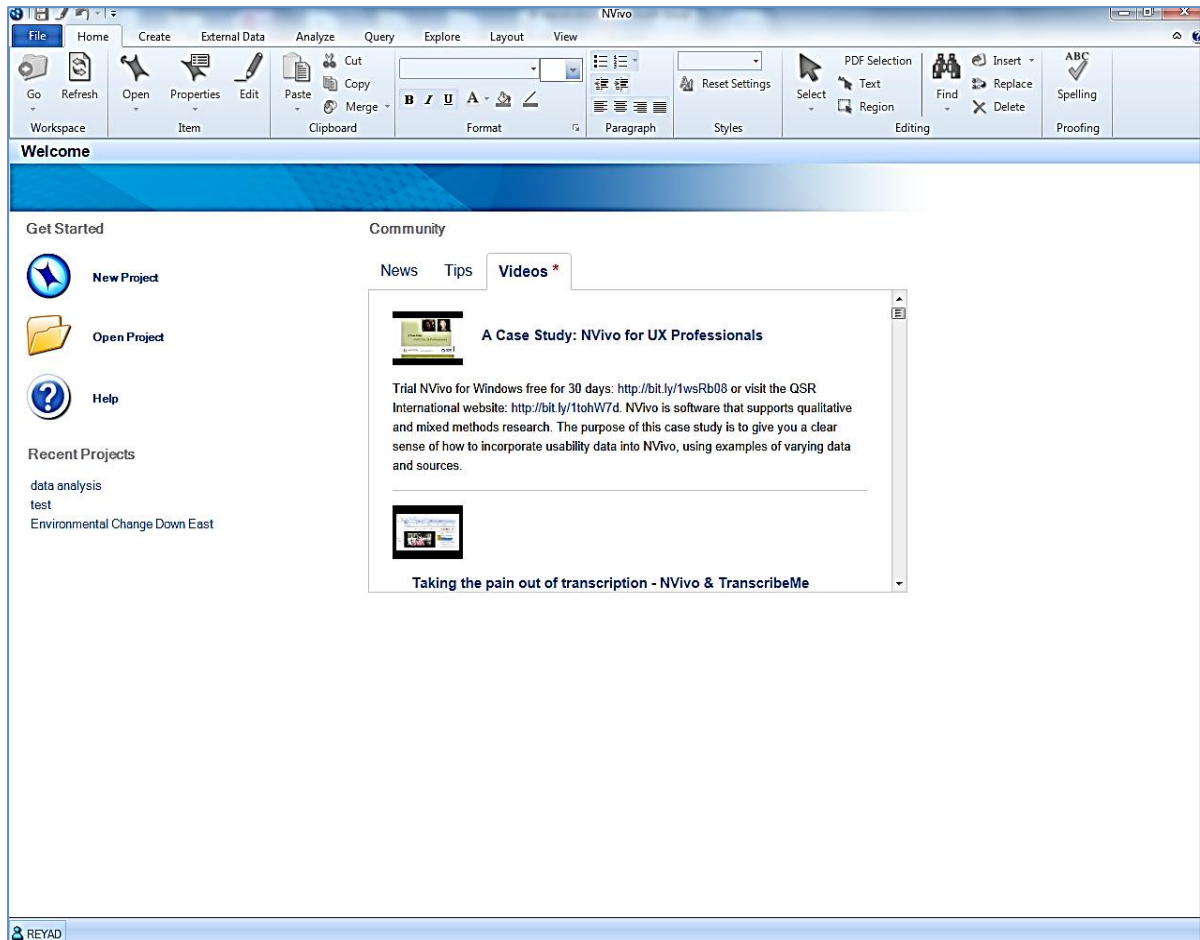 NVivo
File Home Create External Data Analyze Query Explore Layout View
Go Refresh Open Properties Edit Paste Cut Copy Merge
B I U A Reset Settings
Select PDF Selection Text Region Find Insert Replace Delete ABC Spelling
Workspace Item Clipboard Format Paragraph Styles Editing Proofing
Welcome
Get Started
New Project
Open Project
Help
Recent Projects
data analysis
test
Environmental Change Down East
Community
News Tips Videos *
A Case Study: NVivo for UX Professionals
Trial NVivo for Windows free for 30 days: http://bit.ly/1wsRb08 or visit the QSR
International website: http://bit.ly/1tohW7d. NVivo is software that supports qualitative
and mixed methods research. The purpose of this case study is to give you a clear
sense of how to incorporate usability data into NVivo, using examples of varying data
and sources.
Taking the pain out of transcription - NVivo & TranscribeMe
REYAD